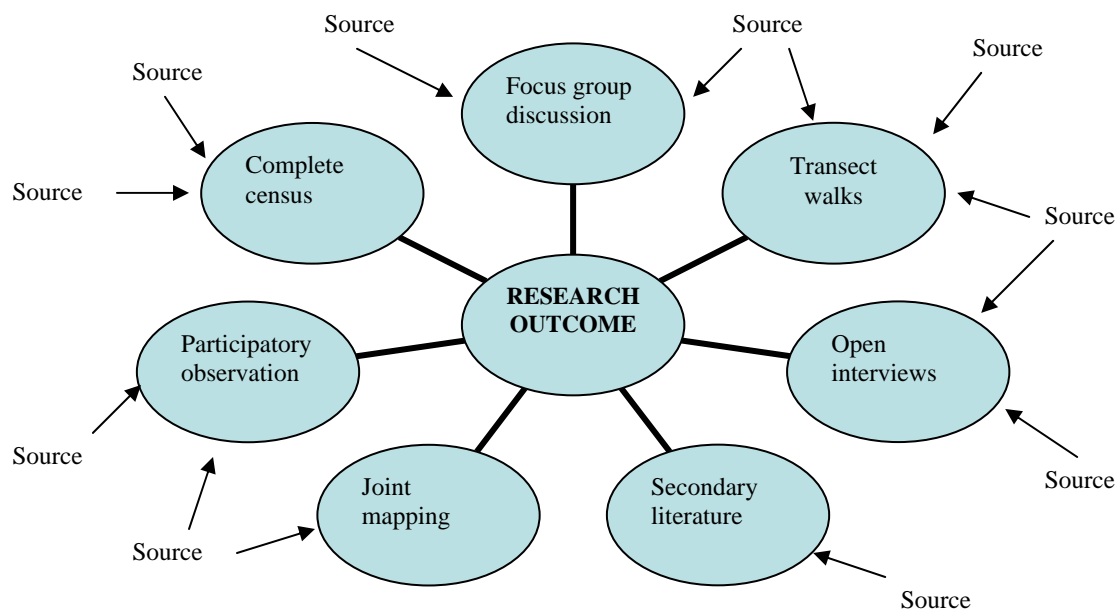 Source
Source
Source
Source
Focus group
discussion
Source
Complete
census
Transect
walks
Source
Source
RESEARCH
OUTCOME
Participatory
observation
Open
interviews
Source
Joint
mapping
Secondary
literature
Source
Source
Source